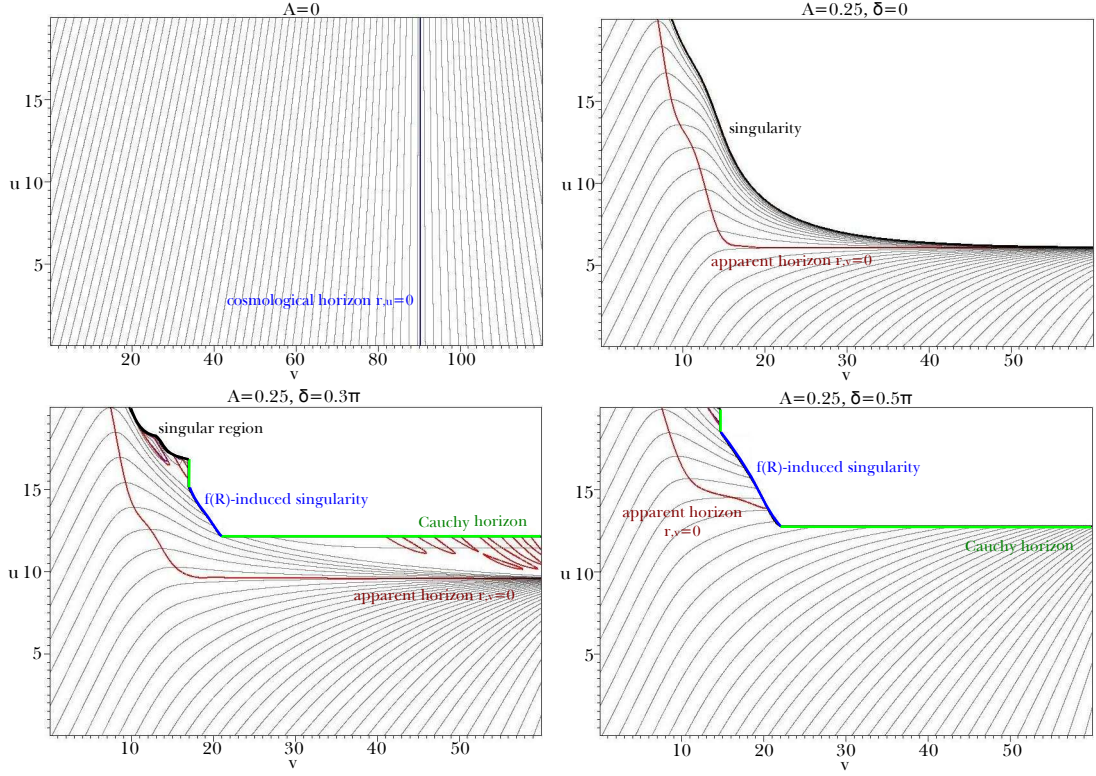 A=0
15
u 10
5
cosmological horizon r,u=0
20
40
60
80
100
v
A=0.25, δ=0
15
singularity
u 10
apparent horizon r,v=0
5
10
20
30
40
50
v
A=0.25, δ=0.3π
singular region
15
f(R)-induced singularity
Cauchy horizon
u 10
apparent horizon r,v=0
5
10
20
30
40
50
v
A=0.25, δ=0.5π
f(R)-induced singularity
15
apparent horizon
r,v=0
Cauchy horizon
u 10
5
10
20
30
40
50
v